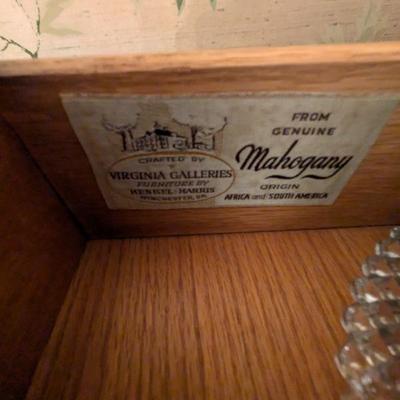 CRAFTED BY
VIRGINIA GALLERIES
FURNITURE BY
HENKEL-HARRIS
WINCHESTER, VA.
FROM
GENUINE
Mahogany
ORIGIN
AFRICA and SOUTH AMERICA